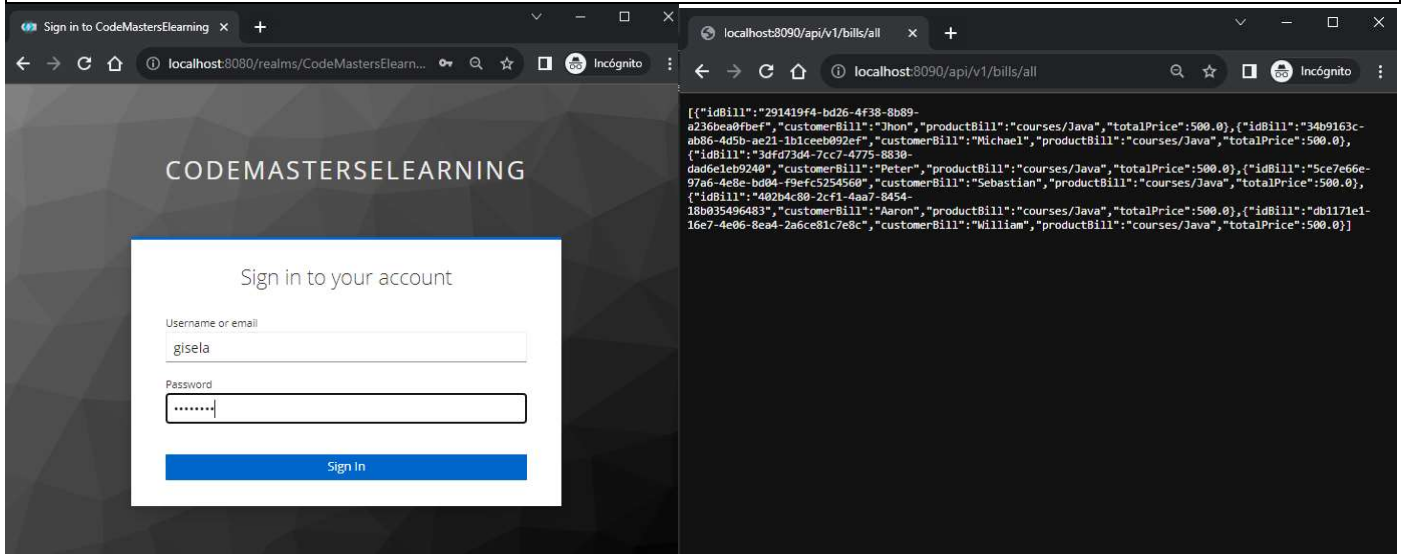 Sign in to CodeMastersElearning
localhost:8080/realms/CodeMastersElearn...
Incógnito
CODEMASTERSELEARNING
Sign in to your account
Username or email
gisela
Password
••••••••
Sign In
localhost:8090/api/v1/bills/all
localhost:8090/api/v1/bills/all
Incógnito
[{"idBill":"291419f4-bd26-4f38-8b89-
a236bea0fbef","customerBill":"Jhon","productBill":"courses/Java","totalPrice":500.0},{"idBill":"34b9163c-
ab86-4d5b-ae21-1b1ceeb092ef","customerBill":"Michael","productBill":"courses/Java","totalPrice":500.0},
{"idBill":"3dfd73d4-7cc7-4775-8830-
dad6e1eb9240","customerBill":"Peter","productBill":"courses/Java","totalPrice":500.0},{"idBill":"5ce7e66e-
97a6-4e8e-bd04-f9efc5254560","customerBill":"Sebastian","productBill":"courses/Java","totalPrice":500.0},
{"idBill":"402b4c80-2cf1-4aa7-8454-
18b035496483","customerBill":"Aaron","productBill":"courses/Java","totalPrice":500.0},{"idBill":"db1171e1-
16e7-4e06-8ea4-2a6ce81c7e8c","customerBill":"William","productBill":"courses/Java","totalPrice":500.0}]